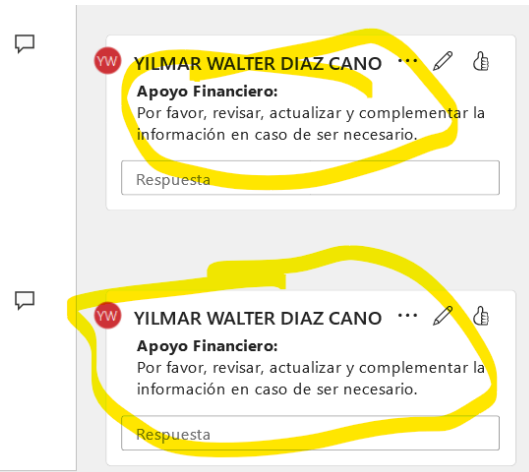 YW YILMAR WALTER DIAZ CANO ...
Apoyo Financiero:
Por favor, revisar, actualizar y complementar la
información en caso de ser necesario.
Respuesta
YW YILMAR WALTER DIAZ CANO ...
Apoyo Financiero:
Por favor, revisar, actualizar y complementar la
información en caso de ser necesario.
Respuesta